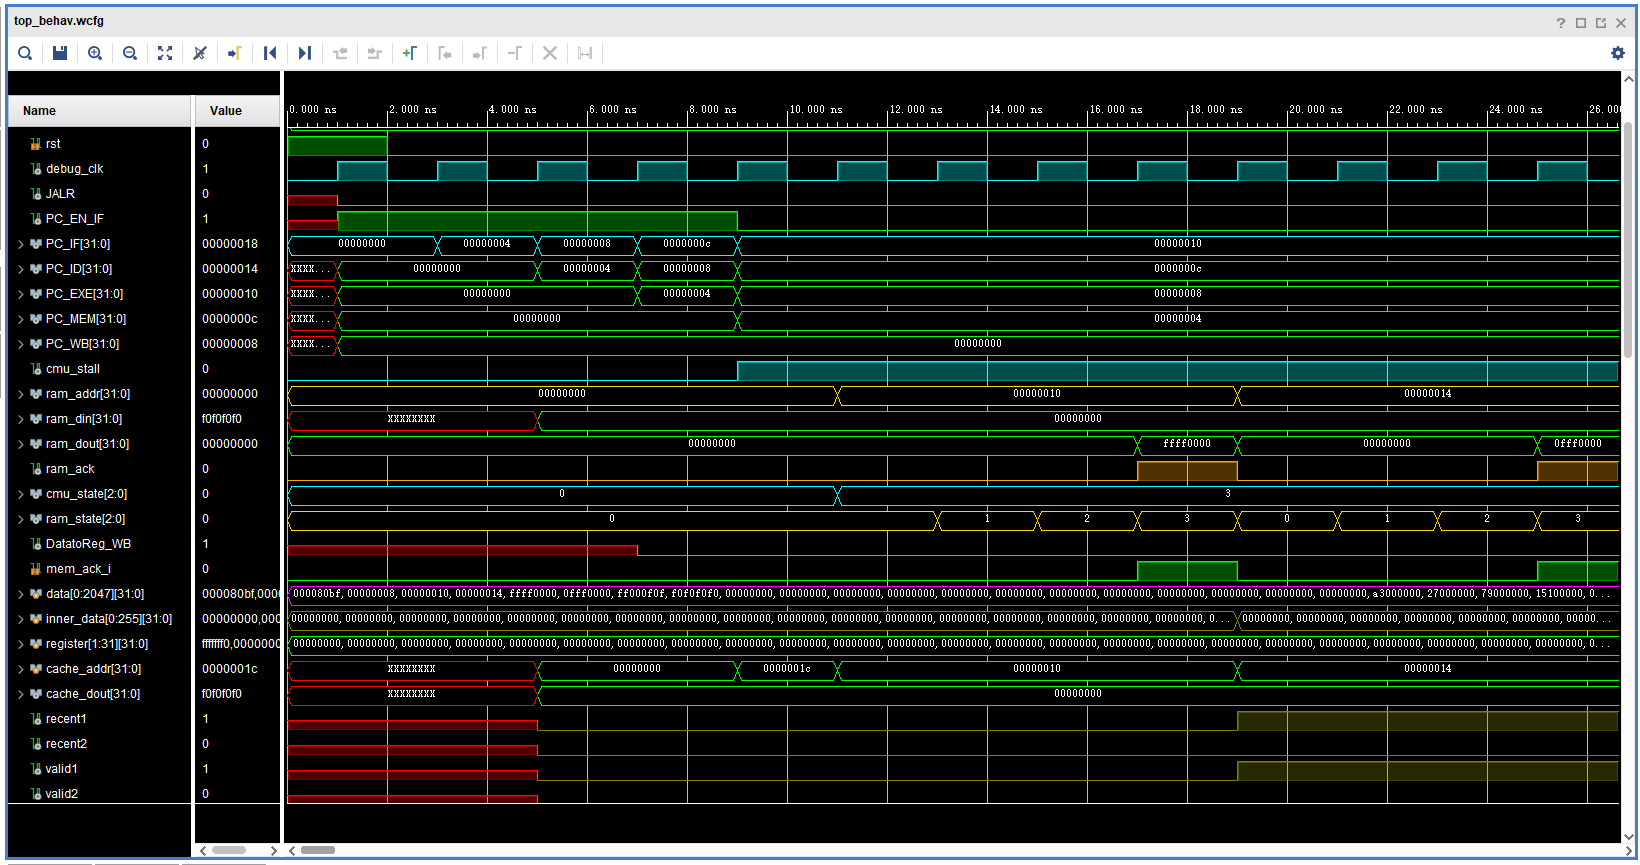 top_behav.wcfg
Name Value 0.000 ns 2.000 ns 4.000 ns 6.000 ns 8.000 ns 10.000 ns 12.000 ns 14.000 ns 16.000 ns 18.000 ns 20.000 ns 22.000 ns 24.000 ns 26.00
rst 0
debug_clk 1
JALR 0
PC_EN_IF 1
PC_IF[31:0] 00000018 00000000 00000004 00000008 0000000c 00000010
PC_ID[31:0] 00000014 XXXX... 00000000 00000004 00000008 0000000c
PC_EXE[31:0] 00000010 XXXX... 00000000 00000004 00000008
PC_MEM[31:0] 0000000c XXXX... 00000000 00000004
PC_WB[31:0] 00000008 XXXX... 00000000
cmu_stall 0
ram_addr[31:0] 00000000 00000000 00000010 00000014
ram_din[31:0] f0f0f0f0 XXXXXXXX 00000000
ram_dout[31:0] 00000000 00000000 ffff0000 00000000 0fff0000
ram_ack 0
cmu_state[2:0] 0 0 3
ram_state[2:0] 0 0 1 2 3 0 1 2 3
DatatoReg_WB 1
mem_ack_i 0
data[0:2047][31:0] 000080bf,000 000080bf,00000008,00000010,00000014,ffff0000,0fff0000,ff000f0f,f0f0f0f0,00000000,00000000,00000000,00000000,00000000,00000000,00000000,00000000,00000000,00000000,00000000,00000000,a3000000,27000000,79000000,15100000,0...
inner_data[0:255][31:0] 00000000,000 00000000,00000000,00000000,00000000,00000000,00000000,00000000,00000000,00000000,00000000,00000000,00000000,00000000,00000000,00000000,00000000,00000000,0... 00000000,00000000,00000000,00000000,00000000,00000000,00000...
register[1:31][31:0] fffffff0,0000000 00000000,00000000,00000000,00000000,00000000,00000000,00000000,00000000,00000000,00000000,00000000,00000000,00000000,00000000,00000000,00000000,00000000,00000000,00000000,00000000,00000000,00000000,00000000,00000000,0...
cache_addr[31:0] 0000001c XXXXXXXX 00000000 0000001c 00000010 00000014
cache_dout[31:0] f0f0f0f0 XXXXXXXX 00000000
recent1 1
recent2 0
valid1 1
valid2 0